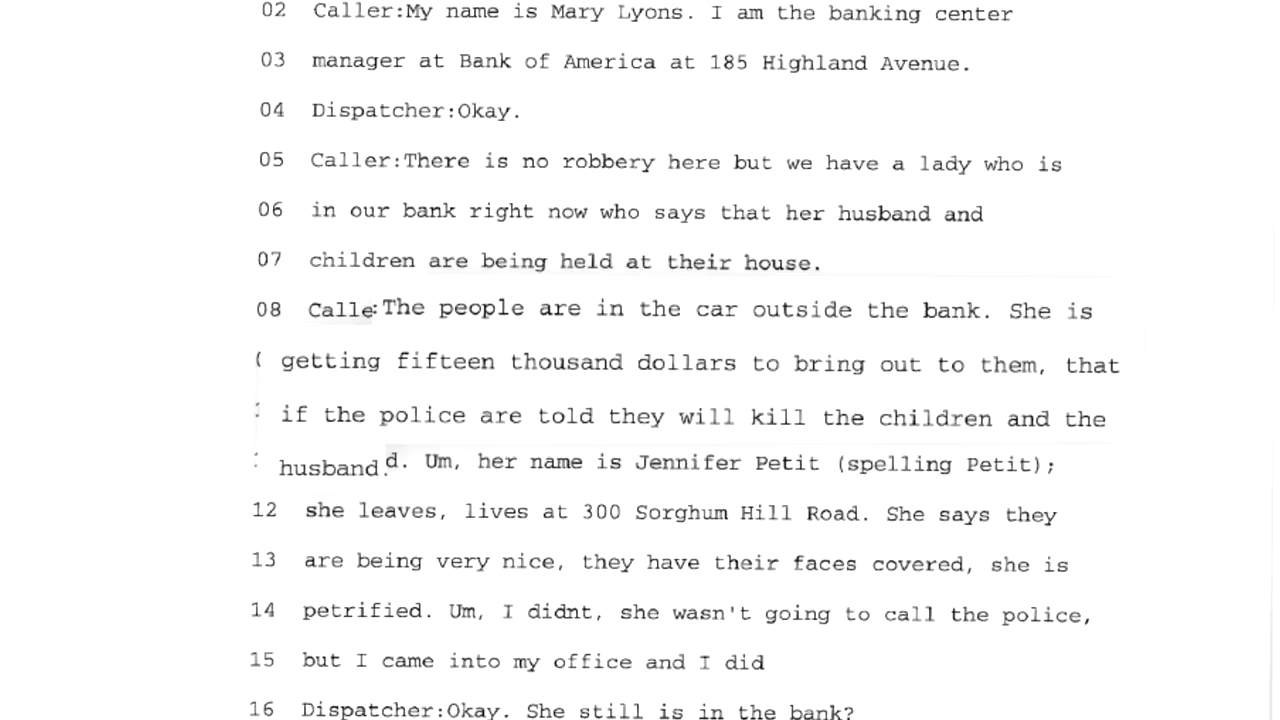 02 Caller:My name is Mary Lyons. I am the banking center
03 manager at Bank of America at 185 Highland Avenue.
04 Dispatcher:Okay.
05 Caller:There is no robbery here but we have a lady who is
06 in our bank right now who says that her husband and
07 children are being held at their house.
08 Calle:The people are in the car outside the bank. She is
( getting fifteen thousand dollars to bring out to them, that
if the police are told they will kill the children and the
husband.d. Um, her name is Jennifer Petit (spelling Petit);
12 she leaves, lives at 300 Sorghum Hill Road. She says they
13 are being very nice, they have their faces covered, she is
14 petrified. Um, I didnt, she wasn't going to call the police,
15 but I came into my office and I did
16 Dispatcher:Okay. She still is in the bank?